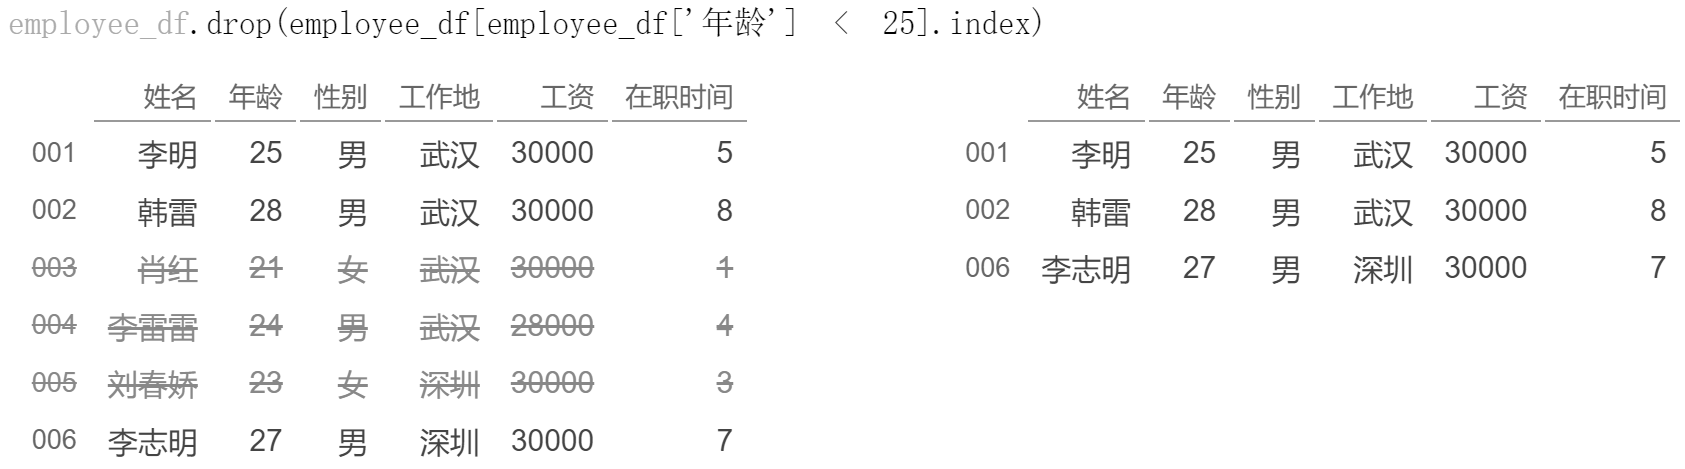 employee_df.drop(employee_df[employee_df['年龄'] < 25].index)
姓名 年龄 性别 工作地 工资 在职时间
001 李明 25 男 武汉 30000 5
002 韩雷 28 男 武汉 30000 8
003 肖红 21 女 武汉 30000 1
004 李雷雷 24 男 武汉 28000 4
005 刘春娇 23 女 深圳 30000 3
006 李志明 27 男 深圳 30000 7
姓名 年龄 性别 工作地 工资 在职时间
001 李明 25 男 武汉 30000 5
002 韩雷 28 男 武汉 30000 8
006 李志明 27 男 深圳 30000 7